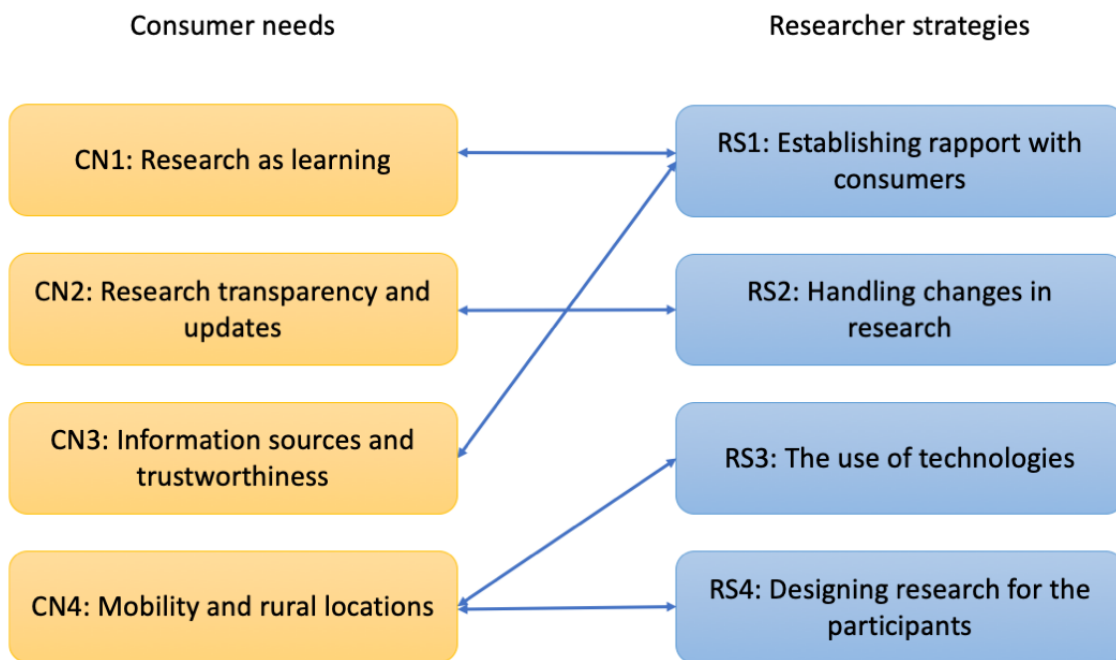 Consumer needs
Researcher strategies
CN1: Research as learning
RS1: Establishing rapport with
consumers
CN2: Research transparency and
updates
RS2: Handling changes in
research
CN3: Information sources and
trustworthiness
RS3: The use of technologies
CN4: Mobility and rural locations
RS4: Designing research for the
participants